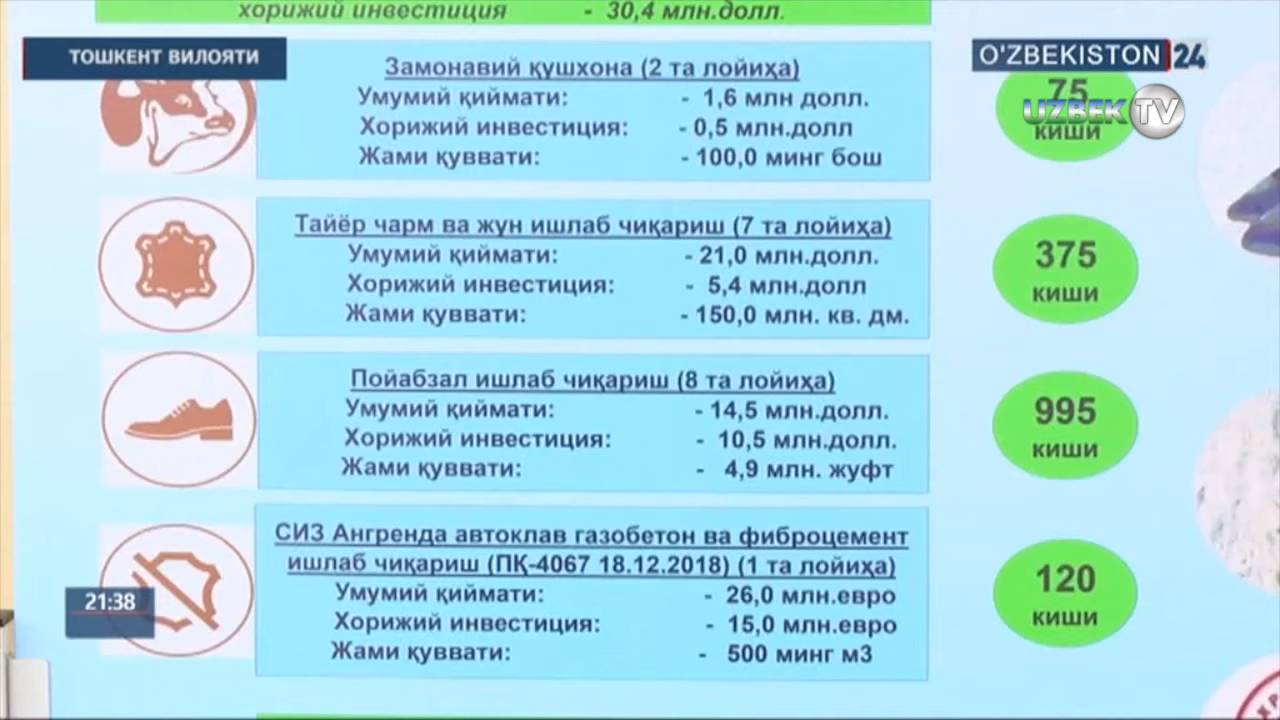 хорижий инвестиция - 30,4 млн.долл.
ТОШКЕНТ ВИЛОЯТИ
O'ZBEKISTON 24
UZBEK TV
Замонавий қушхона (2 та лойиҳа)
Умумий қиймати: - 1,6 млн долл.
Хорижий инвестиция: - 0,5 млн.долл
Жами қуввати: - 100,0 минг бош
75
киши
Тайёр чарм ва жун ишлаб чиқариш (7 та лойиҳа)
Умумий қиймати: - 21,0 млн.долл.
Хорижий инвестиция: - 5,4 млн.долл
Жами қуввати: - 150,0 млн. кв. дм.
375
киши
Пойабзал ишлаб чиқариш (8 та лойиҳа)
Умумий қиймати: - 14,5 млн.долл.
Хорижий инвестиция: - 10,5 млн.долл.
Жами қуввати: - 4,9 млн. жуфт
995
киши
СИЗ Ангренда автоклав газобетон ва фиброцемент
ишлаб чиқариш (ПҚ-4067 18.12.2018) (1 та лойиҳа)
Умумий қиймати: - 26,0 млн.евро
Хорижий инвестиция: - 15,0 млн.евро
Жами қуввати: - 500 минг м3
120
киши
21:38